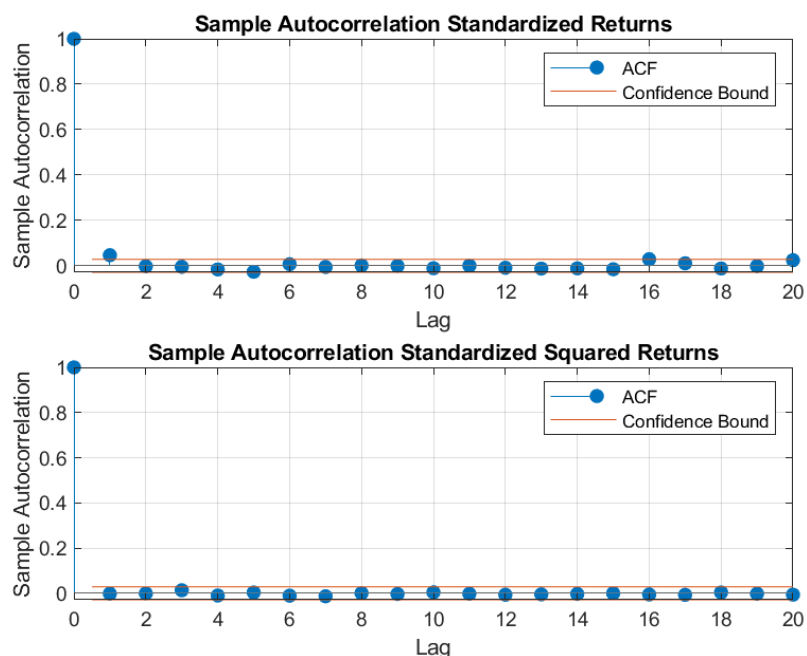 Sample Autocorrelation Standardized Returns
Sample Autocorrelation
1
0.8
0.6
0.4
0.2
0
ACF
Confidence Bound
0 2 4 6 8 10 12 14 16 18 20
Lag
Sample Autocorrelation Standardized Squared Returns
Sample Autocorrelation
1
0.8
0.6
0.4
0.2
0
ACF
Confidence Bound
0 2 4 6 8 10 12 14 16 18 20
Lag